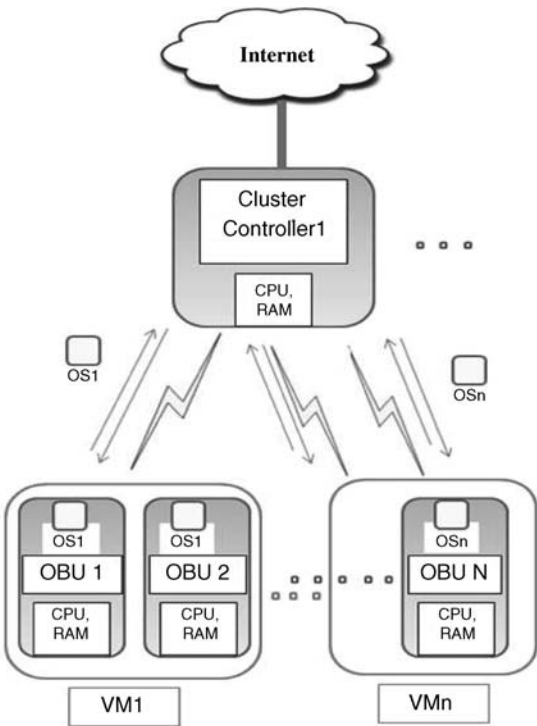 Internet
Cluster
Controller1
CPU,
RAM
OS1
OSn
OS1
OS1
OSn
OBU 1
OBU 2
OBU N
CPU,
RAM
CPU,
RAM
CPU,
RAM
VM1
VMn